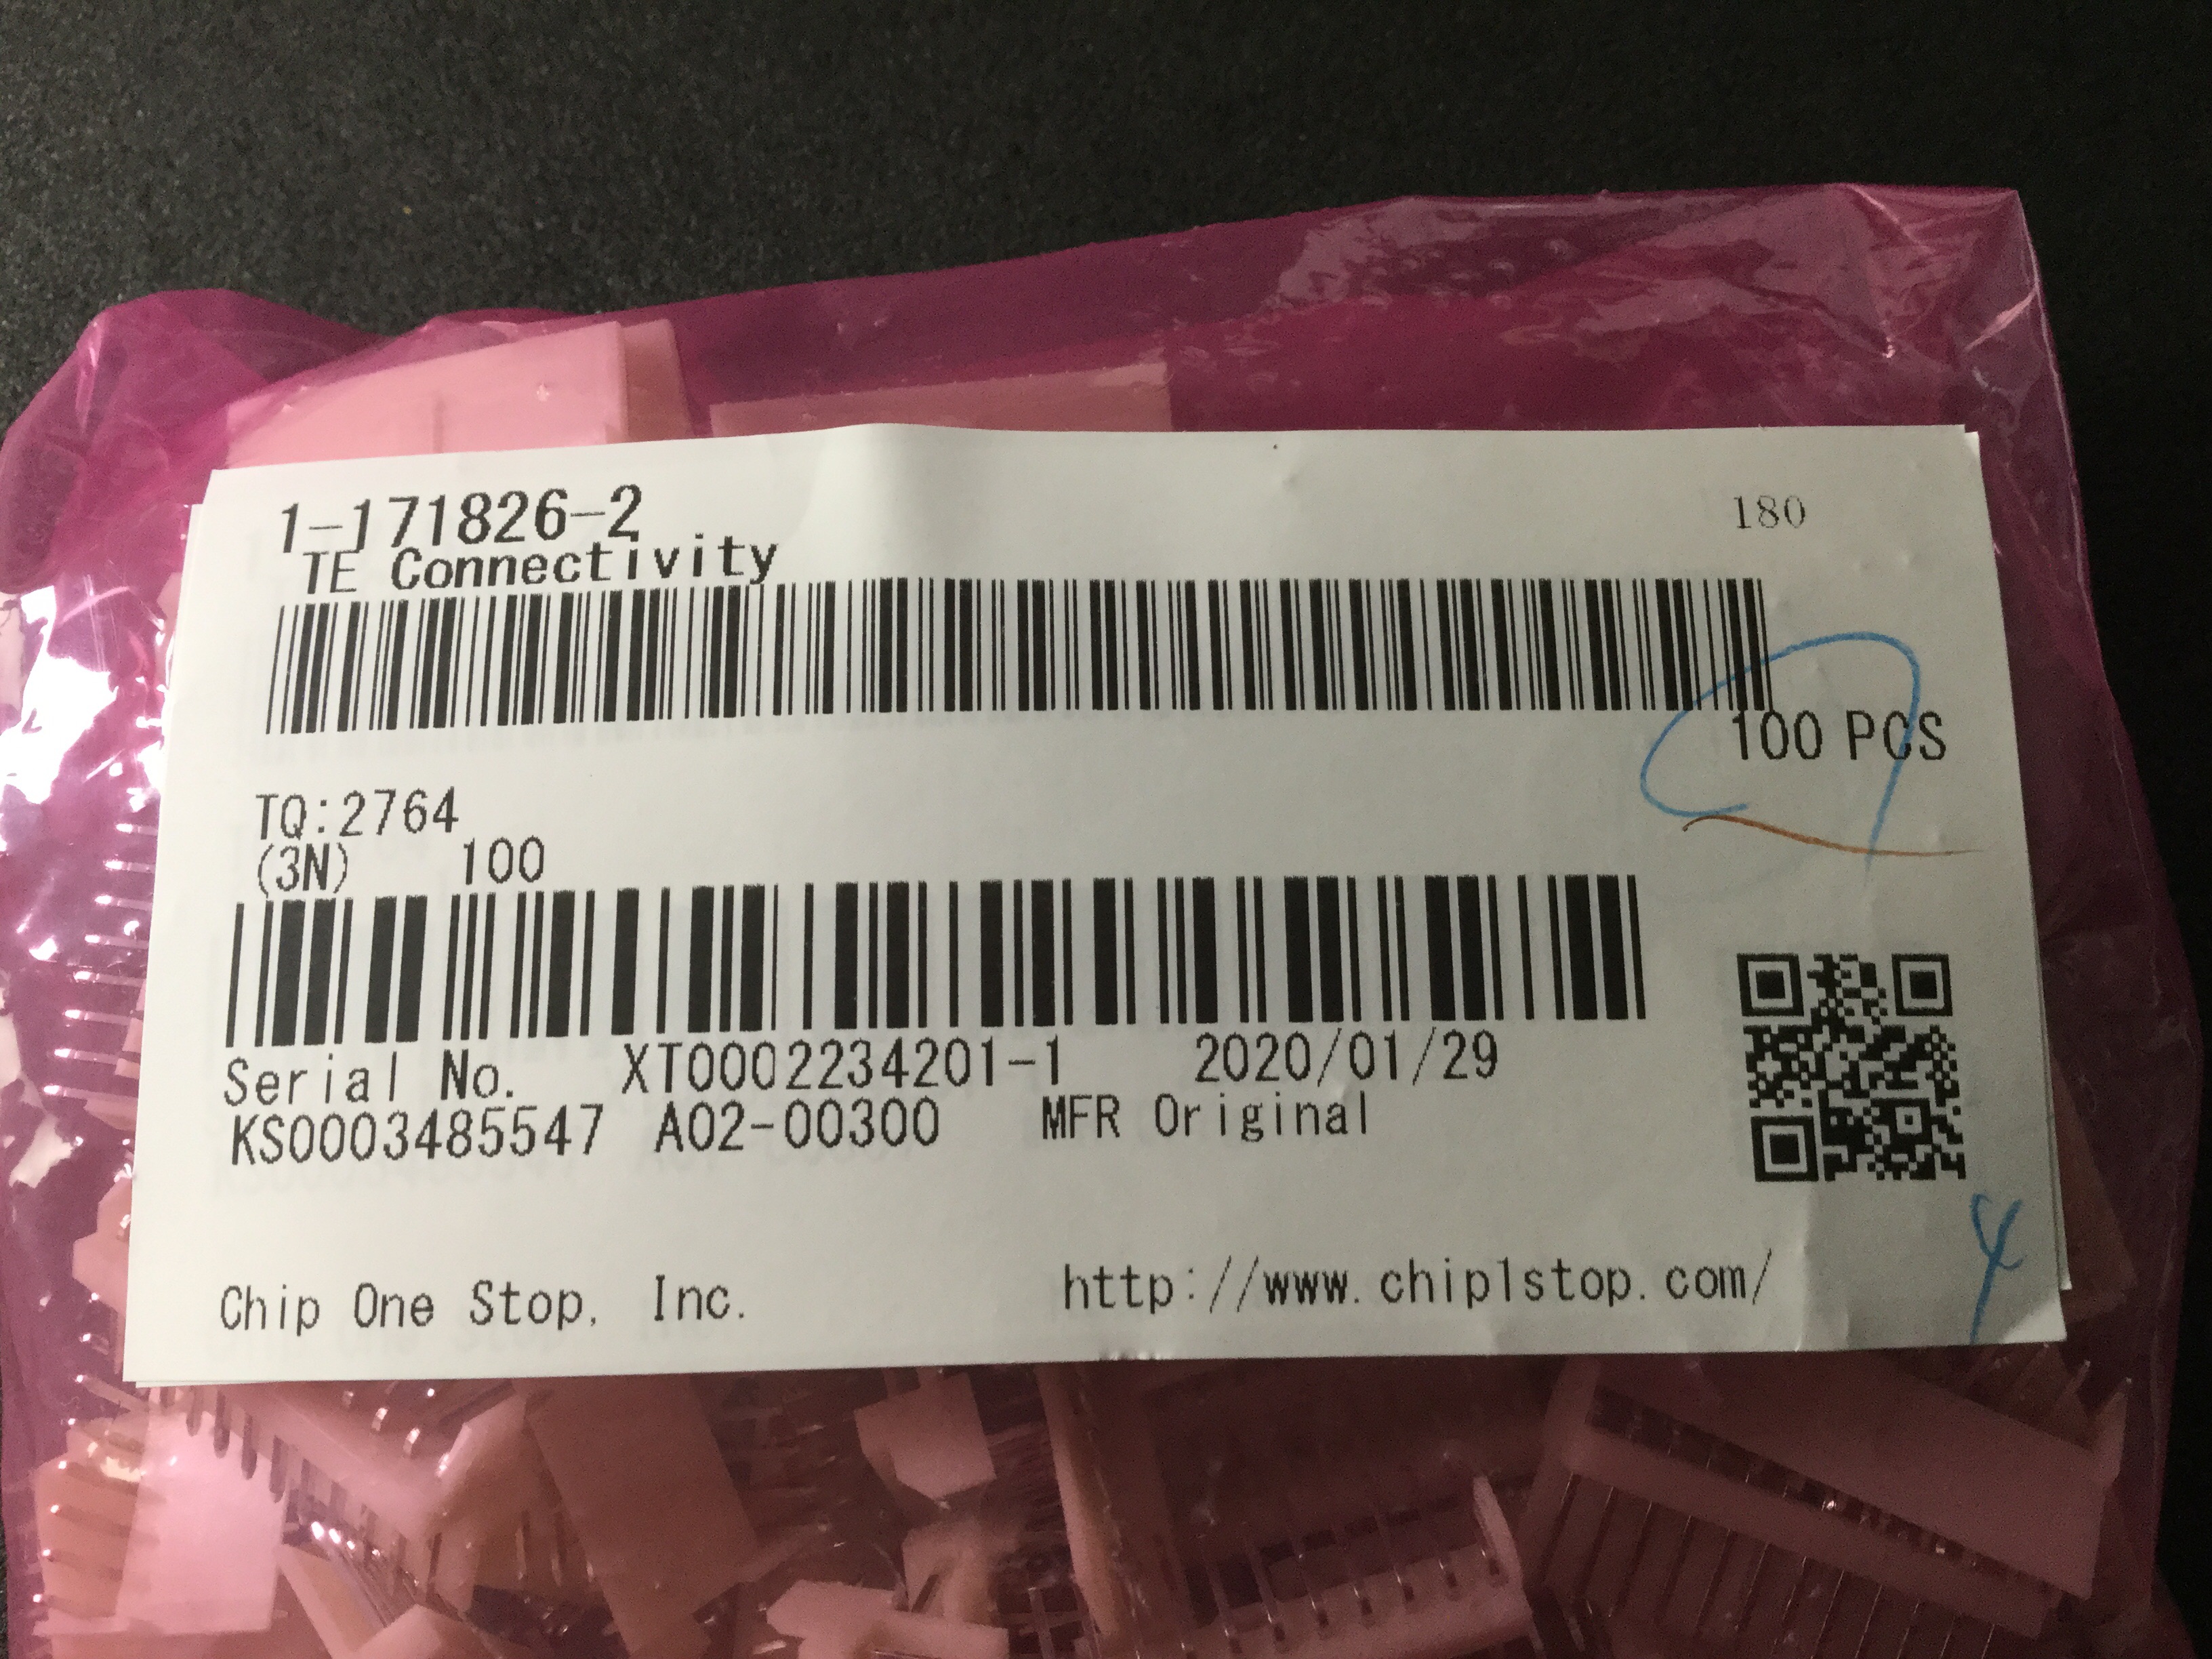 1-171826-2
180
TE Connectivity
100 PCS
TQ:2764
(3N) 100
Serial No. XT0002234201-1 2020/01/29
KS0003485547 A02-00300 MFR Original
Chip One Stop, Inc. http://www.chip1stop.com/